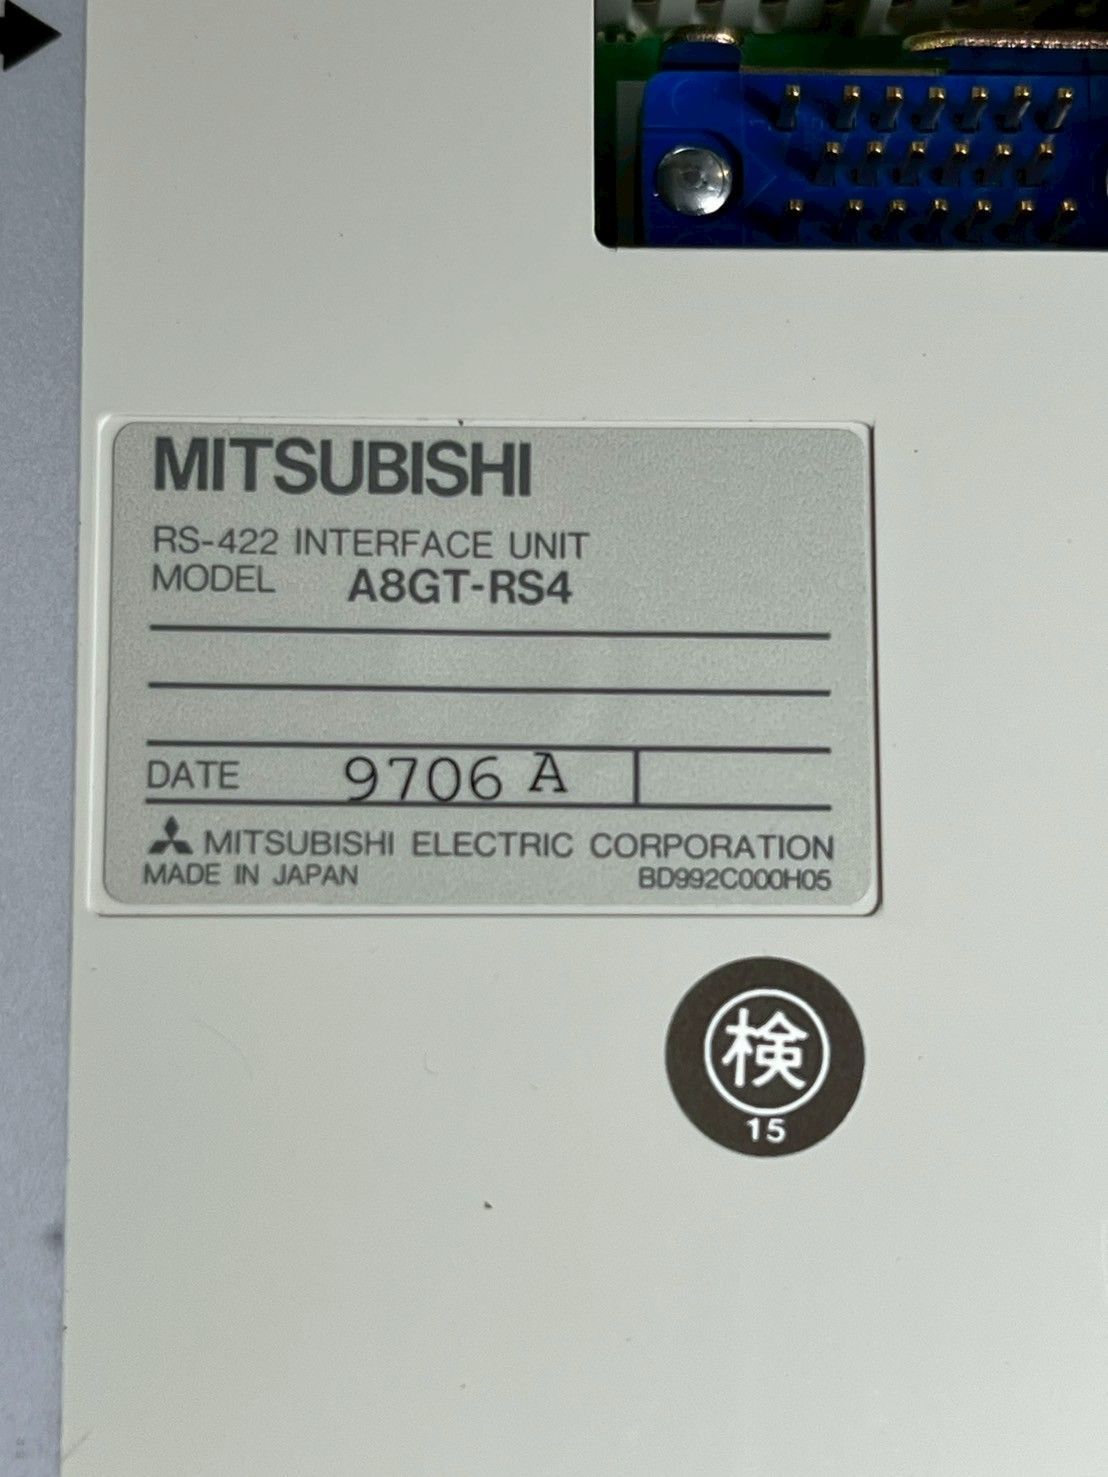 MITSUBISHI
RS-422 INTERFACE UNIT
MODEL A8GT-RS4
DATE 9706 A
MITSUBISHI ELECTRIC CORPORATION
MADE IN JAPAN BD992C000H05
検
15